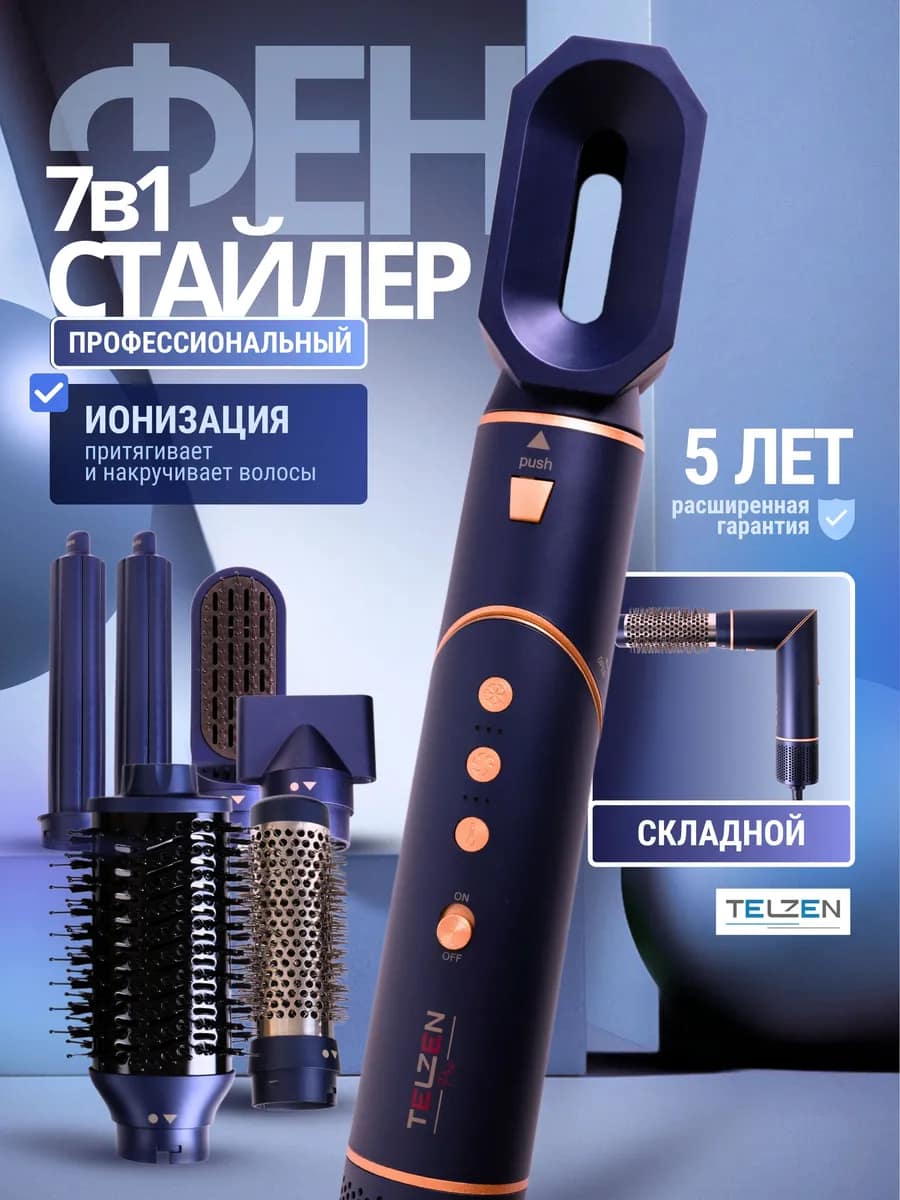 ФЕН
7в1
СТАЙЛЕР
ПРОФЕССИОНАЛЬНЫЙ
ИОНИЗАЦИЯ
притягивает
и накручивает волосы
push
5 ЛЕТ
расширенная
гарантия
СКЛАДНОЙ
TELZEN
ON
OFF
TELZEN